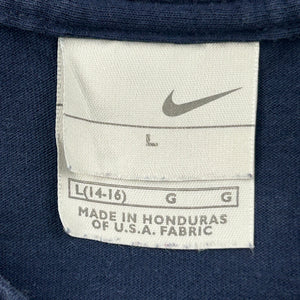 L
L(14-16) G G
MADE IN HONDURAS
OF U.S.A. FABRIC